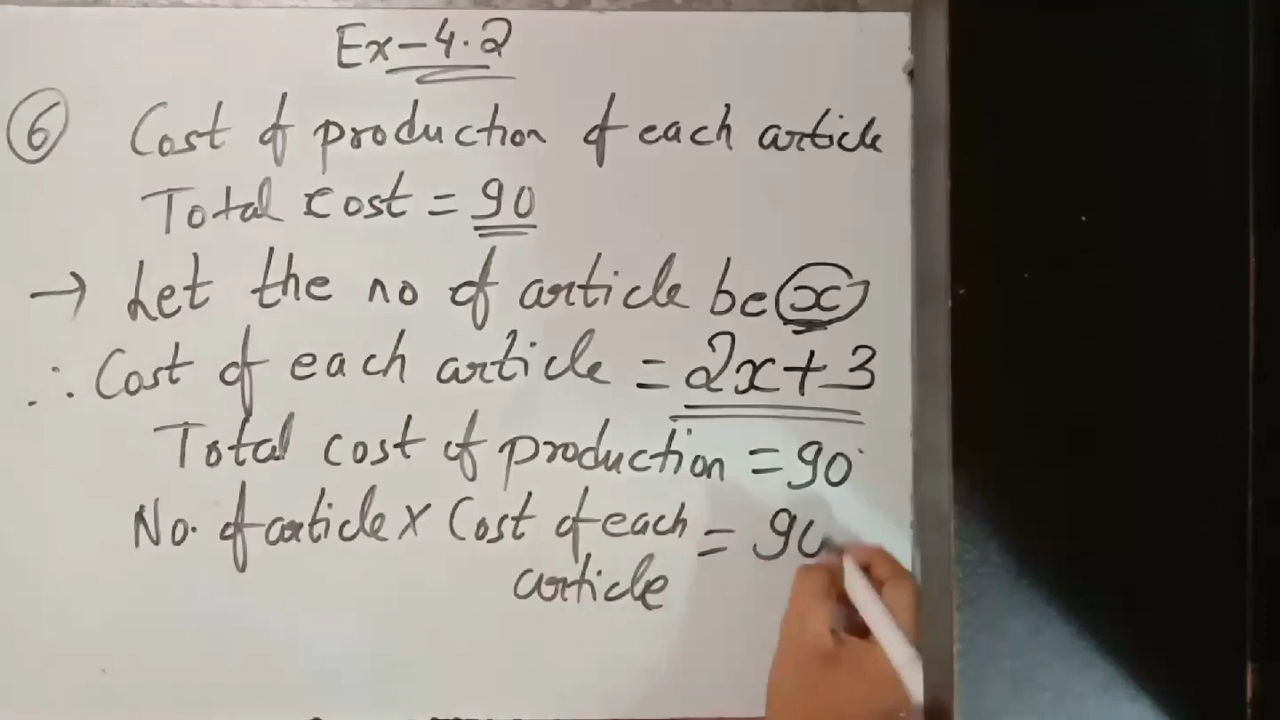 Ex-4.2
6 Cost of production of each article
Total cost = 90
→ Let the no of article be x
∴ Cost of each article = 2x+3
Total cost of production = 90
No. of article × Cost of each = 90
article